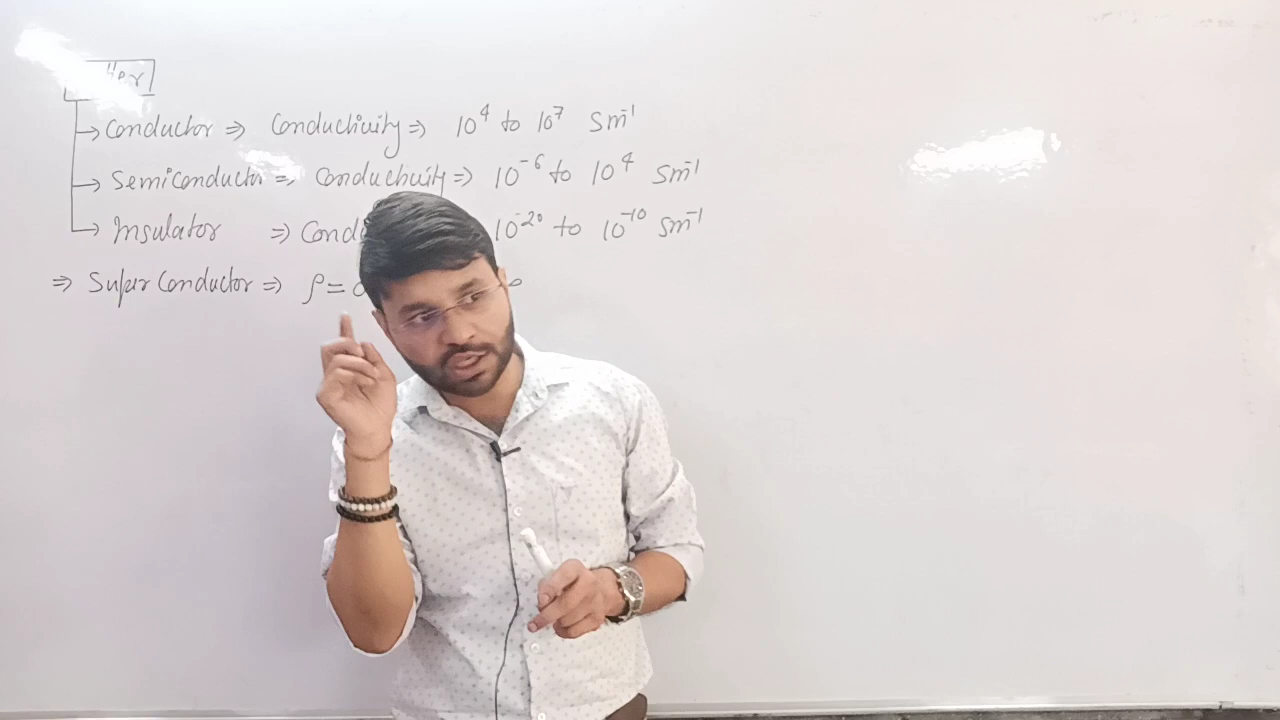 Conductor ⇒ Conductivity ⇒ 10⁴ to 10⁷ Sm⁻¹
Semiconductor ⇒ Conductivity ⇒ 10⁻⁶ to 10⁴ Sm⁻¹
Insulator ⇒ 10⁻²⁰ to 10⁻¹⁰ Sm⁻¹
⇒ Super Conductor ⇒ ρ =